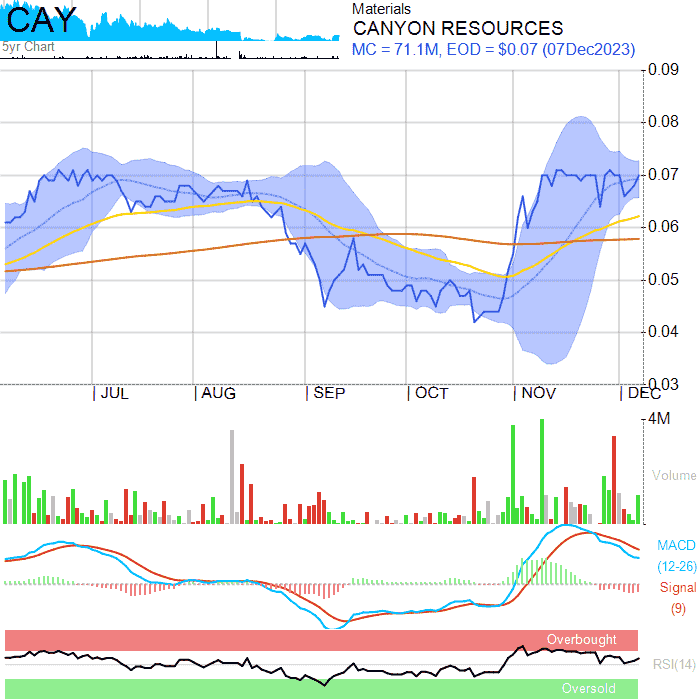 CAY
5yr Chart
Materials
CANYON RESOURCES
MC = 71.1M, EOD = $0.07 (07Dec2023)
0.09
0.08
0.07
0.06
0.05
0.04
0.03
JUL AUG SEP OCT NOV DEC
4M
Volume
MACD
(12-26)
Signal
(9)
Overbought
RSI(14)
Oversold